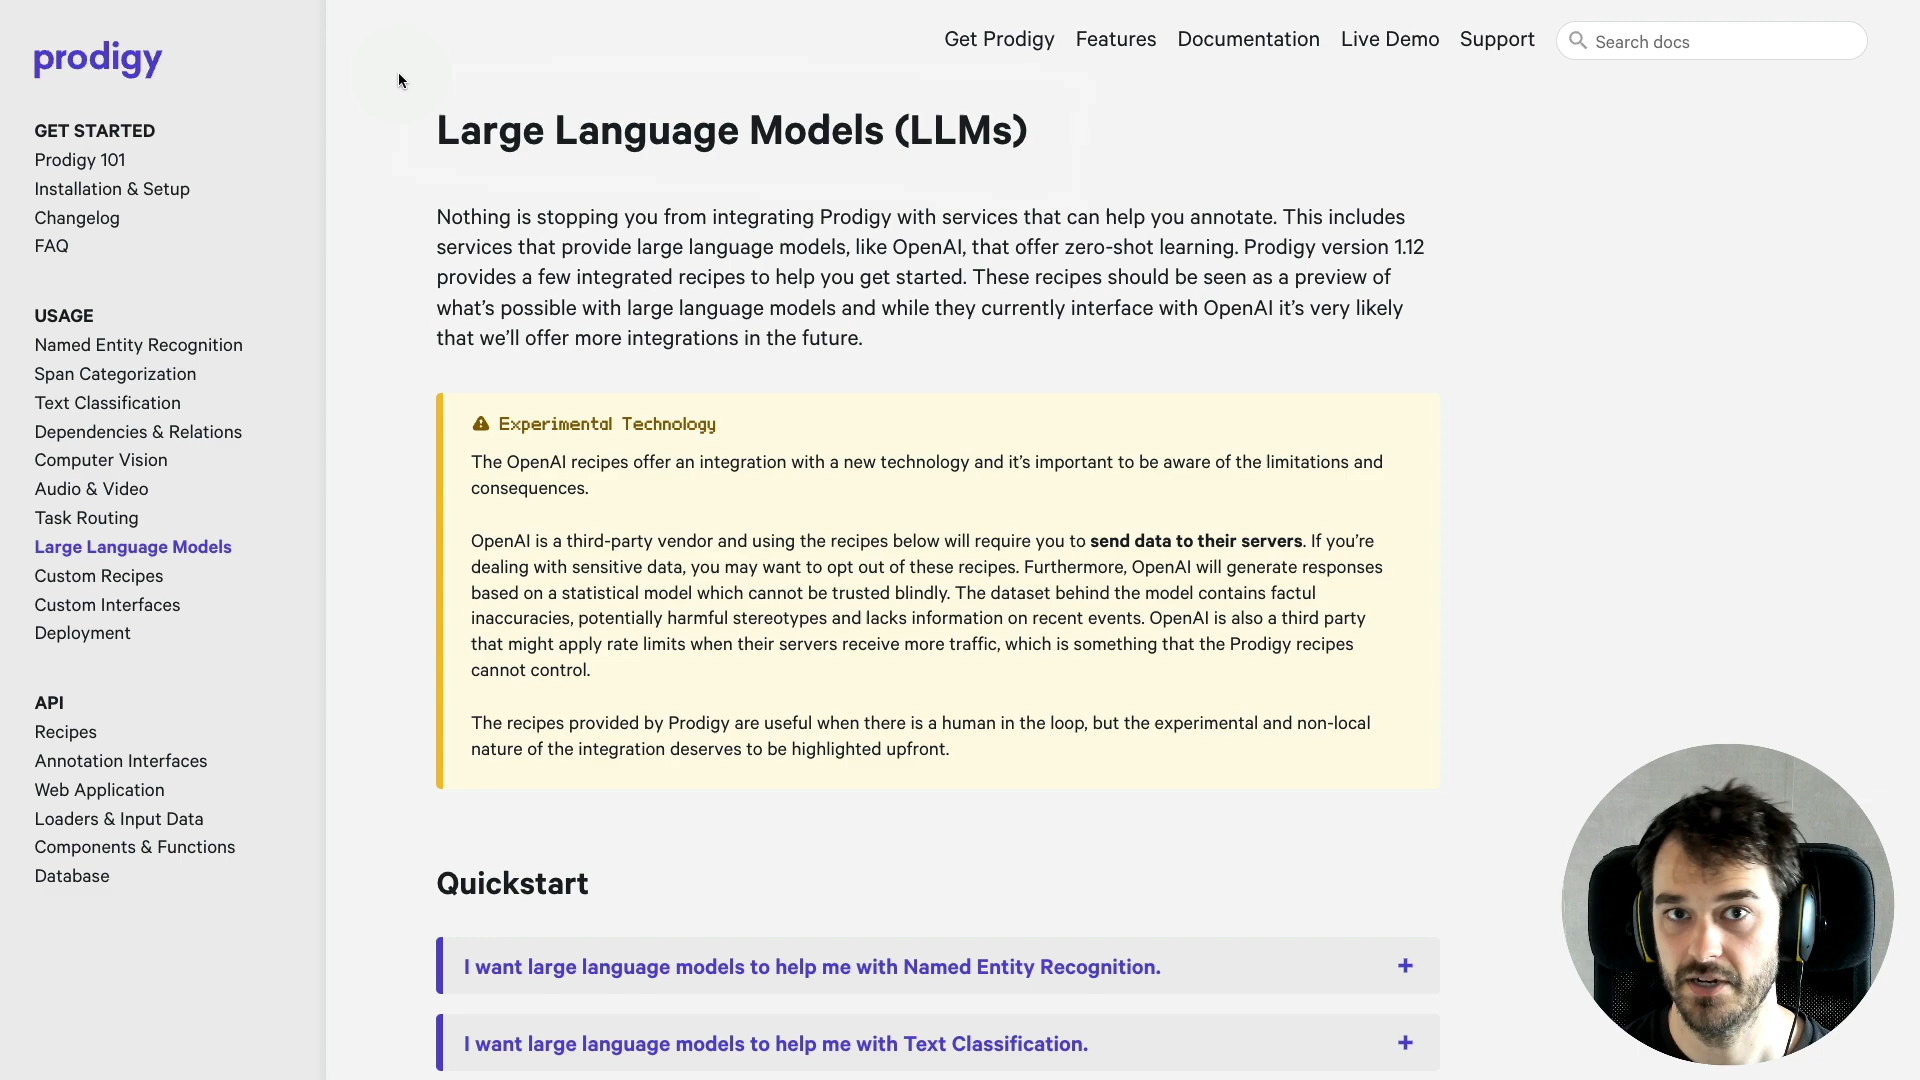 prodigy
GET STARTED
Prodigy 101
Installation & Setup
Changelog
FAQ
USAGE
Named Entity Recognition
Span Categorization
Text Classification
Dependencies & Relations
Computer Vision
Audio & Video
Task Routing
Large Language Models
Custom Recipes
Custom Interfaces
Deployment
API
Recipes
Annotation Interfaces
Web Application
Loaders & Input Data
Components & Functions
Database
Get Prodigy Features Documentation Live Demo Support Search docs
Large Language Models (LLMs)
Nothing is stopping you from integrating Prodigy with services that can help you annotate. This includes
services that provide large language models, like OpenAI, that offer zero-shot learning. Prodigy version 1.12
provides a few integrated recipes to help you get started. These recipes should be seen as a preview of
what’s possible with large language models and while they currently interface with OpenAI it’s very likely
that we’ll offer more integrations in the future.
Experimental Technology
The OpenAI recipes offer an integration with a new technology and it’s important to be aware of the limitations and
consequences.
OpenAI is a third-party vendor and using the recipes below will require you to send data to their servers. If you’re
dealing with sensitive data, you may want to opt out of these recipes. Furthermore, OpenAI will generate responses
based on a statistical model which cannot be trusted blindly. The dataset behind the model contains factul
inaccuracies, potentially harmful stereotypes and lacks information on recent events. OpenAI is also a third party
that might apply rate limits when their servers receive more traffic, which is something that the Prodigy recipes
cannot control.
The recipes provided by Prodigy are useful when there is a human in the loop, but the experimental and non-local
nature of the integration deserves to be highlighted upfront.
Quickstart
I want large language models to help me with Named Entity Recognition. +
I want large language models to help me with Text Classification. +